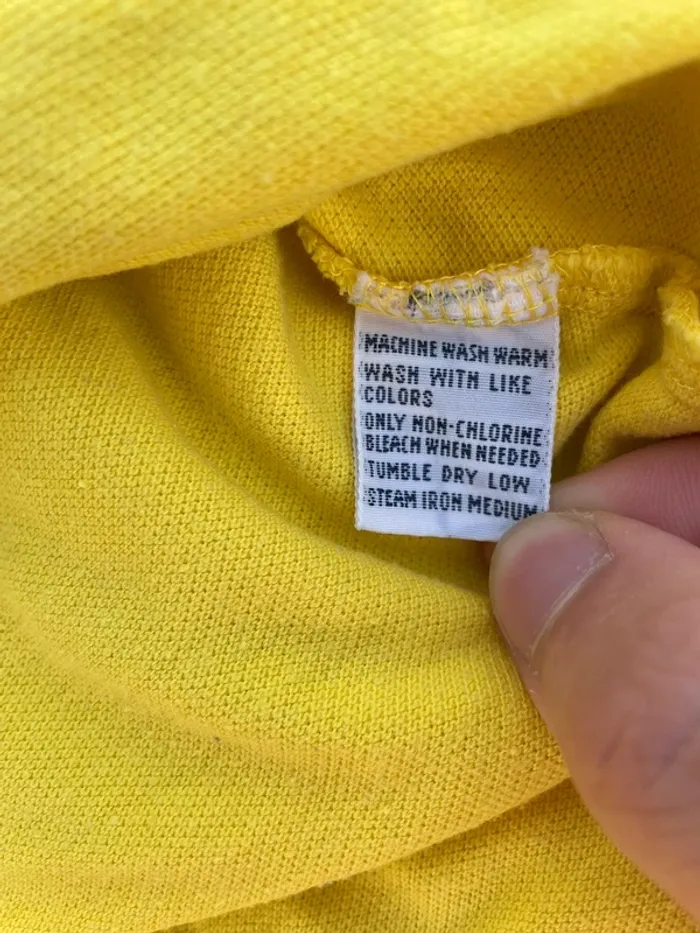 MACHINE WASH WARM
WASH WITH LIKE
COLORS
ONLY NON-CHLORINE
BLEACH WHEN NEEDED
TUMBLE DRY LOW
STEAM IRON MEDIUM